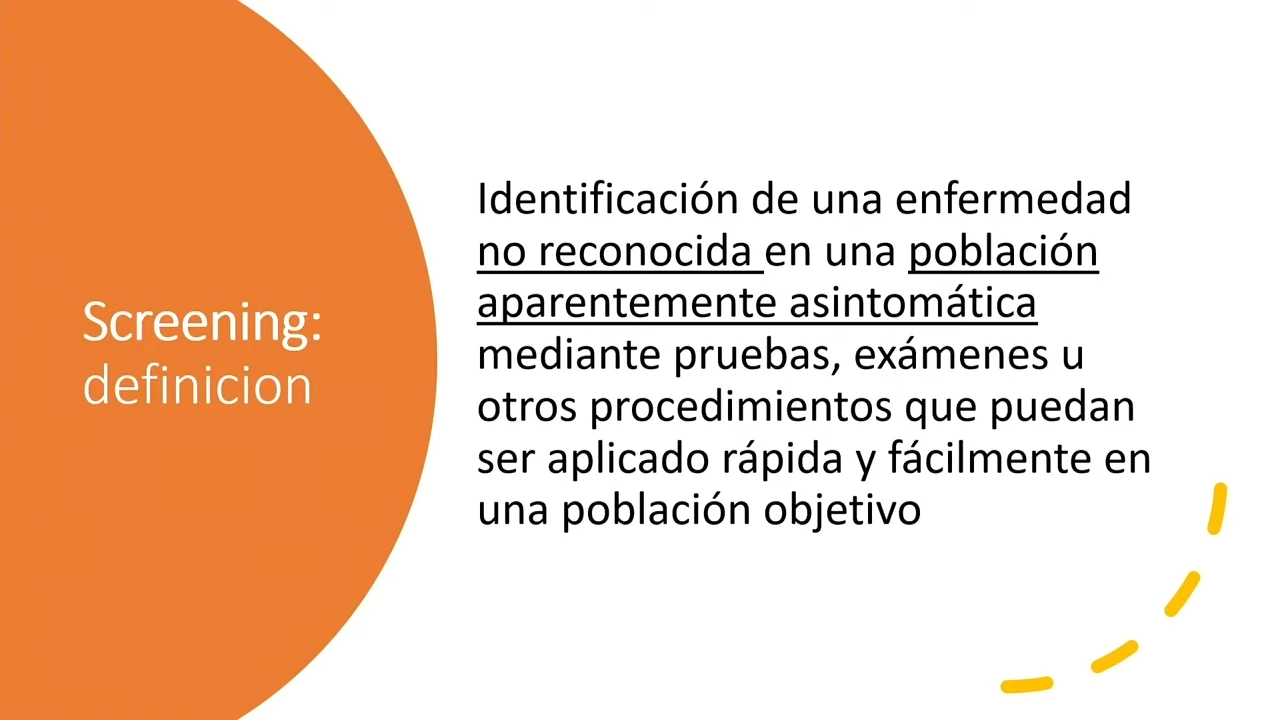 Screening:
definicion
Identificación de una enfermedad
no reconocida en una población
aparentemente asintomática
mediante pruebas, exámenes u
otros procedimientos que puedan
ser aplicado rápida y fácilmente en
una población objetivo